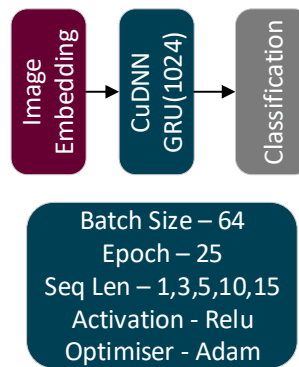 Image
Embedding
CuDNN
GRU(1024)
Classification
Batch Size – 64
Epoch – 25
Seq Len – 1,3,5,10,15
Activation - Relu
Optimiser - Adam